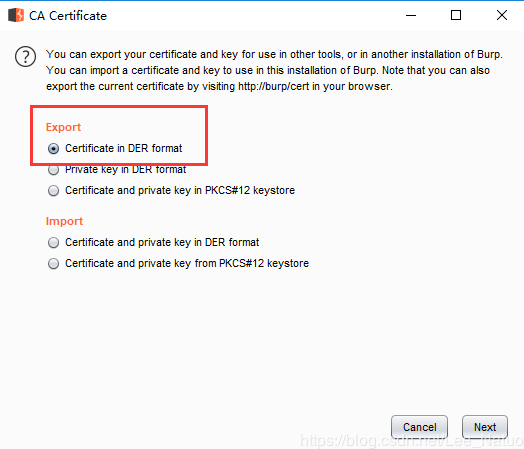 CA Certificate
You can export your certificate and key for use in other tools, or in another installation of Burp.
You can import a certificate and key to use in this installation of Burp. Note that you can also
export the current certificate by visiting http://burp/cert in your browser.
Export
Certificate in DER format
Private key in DER format
Certificate and private key in PKCS#12 keystore
Import
Certificate and private key in DER format
Certificate and private key from PKCS#12 keystore
Cancel
Next
https://blog.csdn.net/Lee_Natuo